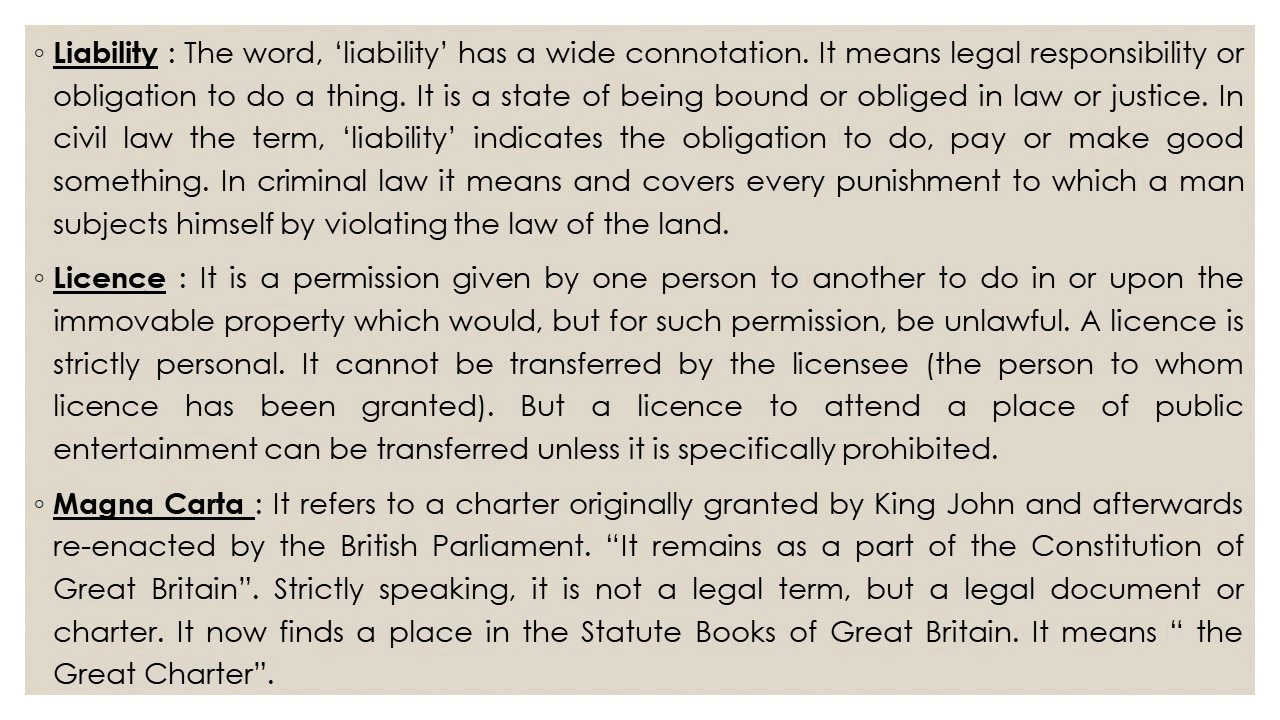 ◦ Liability : The word, ‘liability’ has a wide connotation. It means legal responsibility or
obligation to do a thing. It is a state of being bound or obliged in law or justice. In
civil law the term, ‘liability’ indicates the obligation to do, pay or make good
something. In criminal law it means and covers every punishment to which a man
subjects himself by violating the law of the land.
◦ Licence : It is a permission given by one person to another to do in or upon the
immovable property which would, but for such permission, be unlawful. A licence is
strictly personal. It cannot be transferred by the licensee (the person to whom
licence has been granted). But a licence to attend a place of public
entertainment can be transferred unless it is specifically prohibited.
◦ Magna Carta : It refers to a charter originally granted by King John and afterwards
re-enacted by the British Parliament. “It remains as a part of the Constitution of
Great Britain”. Strictly speaking, it is not a legal term, but a legal document or
charter. It now finds a place in the Statute Books of Great Britain. It means “ the
Great Charter”.